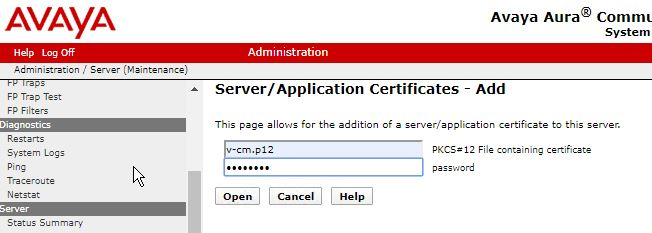 AVAYA
Avaya Aura® Commu
System
Help Log Off
Administration
Administration / Server (Maintenance)
FP Traps
FP Trap Test
FP Filters
Diagnostics
Restarts
System Logs
Ping
Traceroute
Netstat
Server
Status Summary
Server/Application Certificates - Add
This page allows for the addition of a server/application certificate to this server.
v-cm.p12 PKCS#12 File containing certificate
•••••••• password
Open Cancel Help